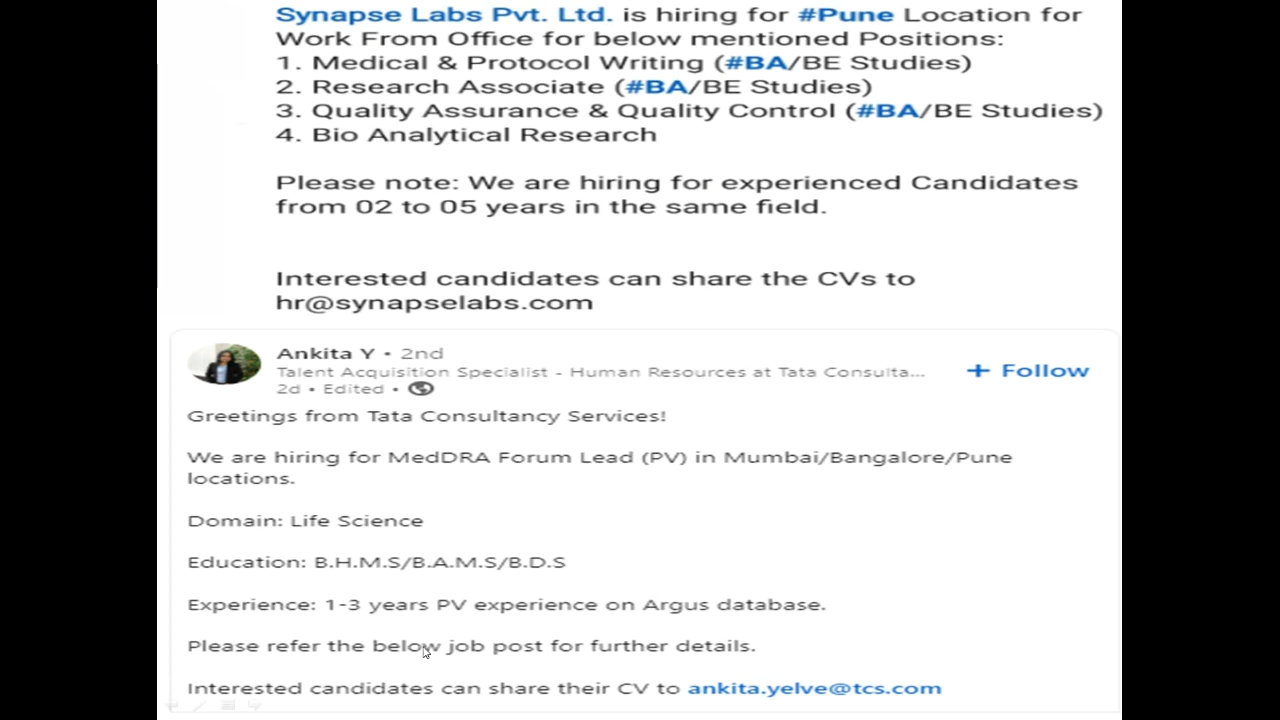 Synapse Labs Pvt. Ltd. is hiring for #Pune Location for
Work From Office for below mentioned Positions:
1. Medical & Protocol Writing (#BA/BE Studies)
2. Research Associate (#BA/BE Studies)
3. Quality Assurance & Quality Control (#BA/BE Studies)
4. Bio Analytical Research
Please note: We are hiring for experienced Candidates
from 02 to 05 years in the same field.
Interested candidates can share the CVs to
hr@synapselabs.com
Ankita Y • 2nd
Talent Acquisition Specialist - Human Resources at Tata Consulta...
2d • Edited •
+ Follow
Greetings from Tata Consultancy Services!
We are hiring for MedDRA Forum Lead (PV) in Mumbai/Bangalore/Pune
locations.
Domain: Life Science
Education: B.H.M.S/B.A.M.S/B.D.S
Experience: 1-3 years PV experience on Argus database.
Please refer the below job post for further details.
Interested candidates can share their CV to ankita.yelve@tcs.com